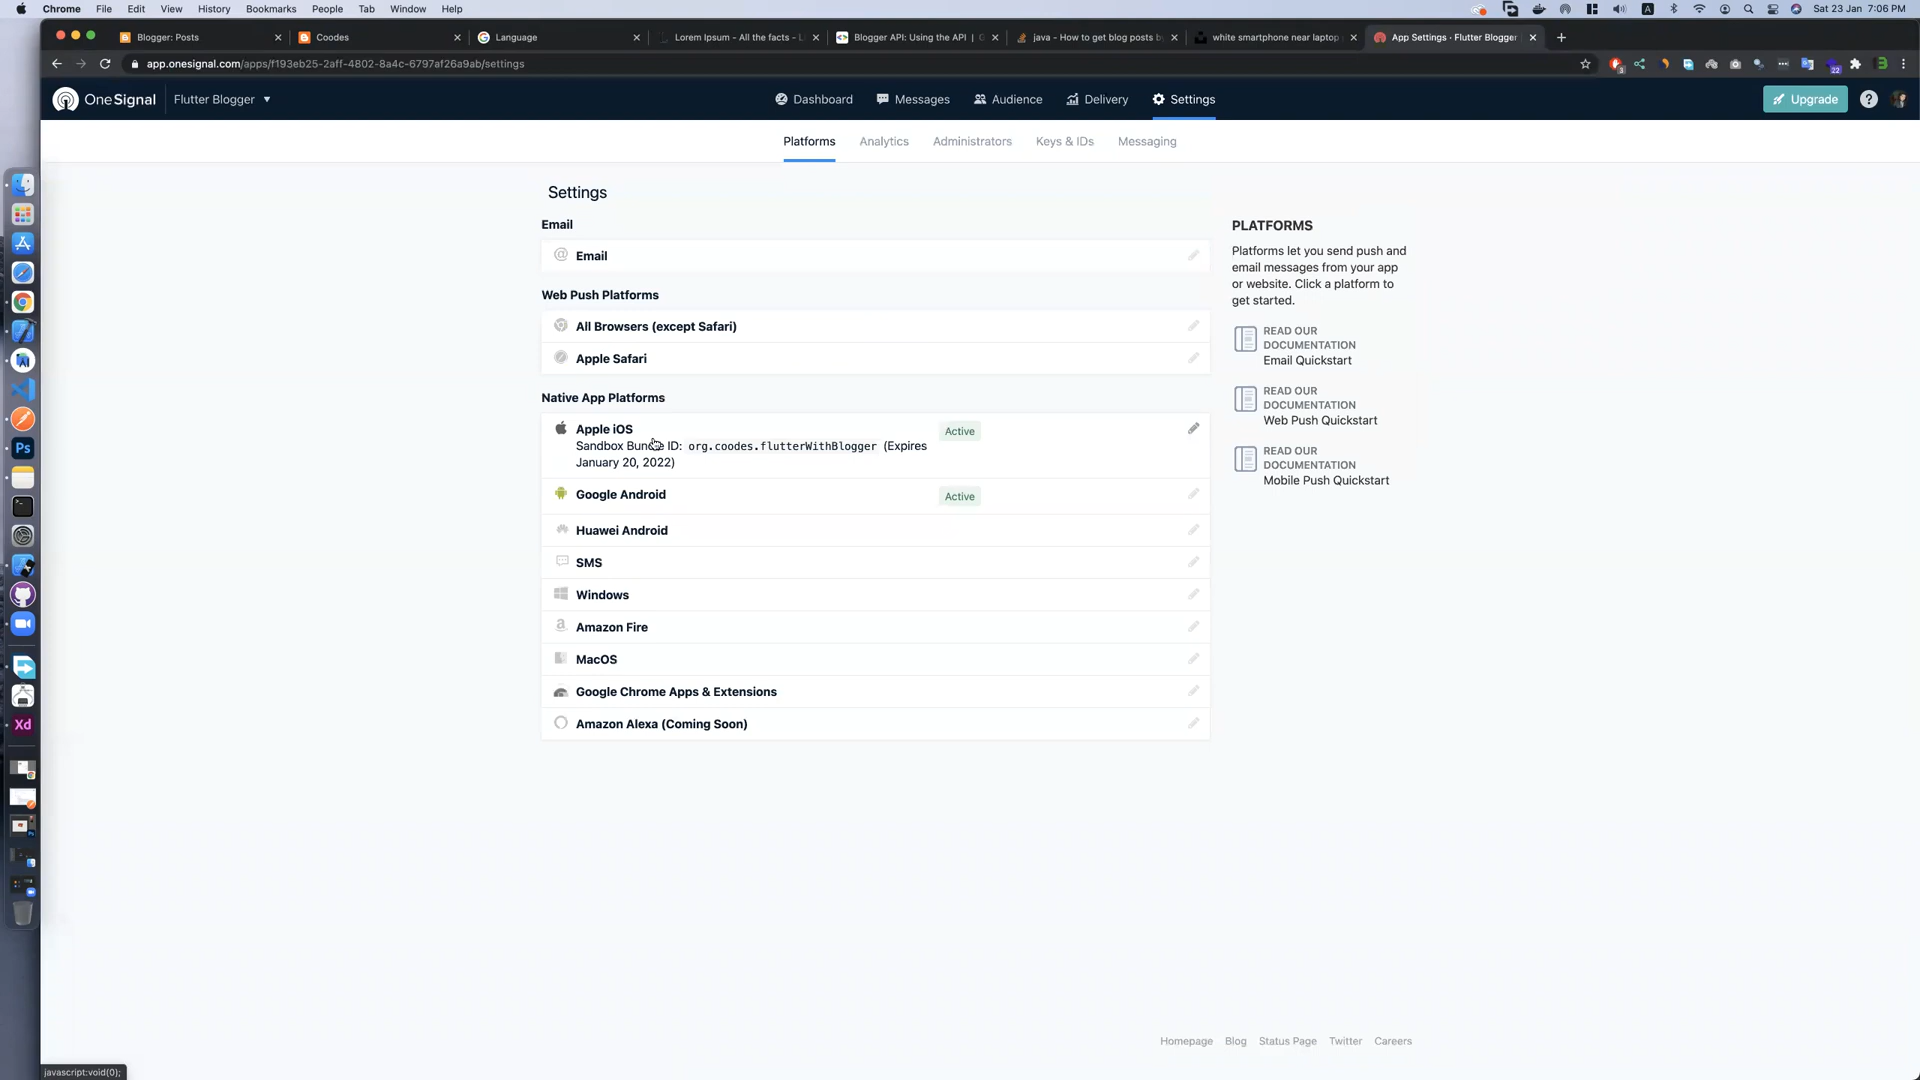 Chrome File Edit View History Bookmarks People Tab Window Help
A
Sat 23 Jan 7:06 PM
Blogger: Posts
Coodes
Language
Lorem Ipsum - All the facts - L
Blogger API: Using the API | G
java - How to get blog posts b
white smartphone near laptop
App Settings · Flutter Blogger
app.onesignal.com/apps/f193eb25-2aff-4802-8a4c-6797af26a9ab/settings
3
22
OneSignal
Flutter Blogger
Dashboard
Messages
Audience
Delivery
Settings
Upgrade
?
Platforms
Analytics
Administrators
Keys & IDs
Messaging
Settings
Email
Email
Web Push Platforms
All Browsers (except Safari)
Apple Safari
Native App Platforms
Apple iOS
Active
Sandbox Bundle ID: org.coodes.flutterWithBlogger (Expires
January 20, 2022)
Google Android
Active
Huawei Android
SMS
Windows
Amazon Fire
MacOS
Google Chrome Apps & Extensions
Amazon Alexa (Coming Soon)
PLATFORMS
Platforms let you send push and
email messages from your app
or website. Click a platform to
get started.
READ OUR
DOCUMENTATION
Email Quickstart
READ OUR
DOCUMENTATION
Web Push Quickstart
READ OUR
DOCUMENTATION
Mobile Push Quickstart
Ps
Xd
Homepage
Blog
Status Page
Twitter
Careers
javascript:void(0);